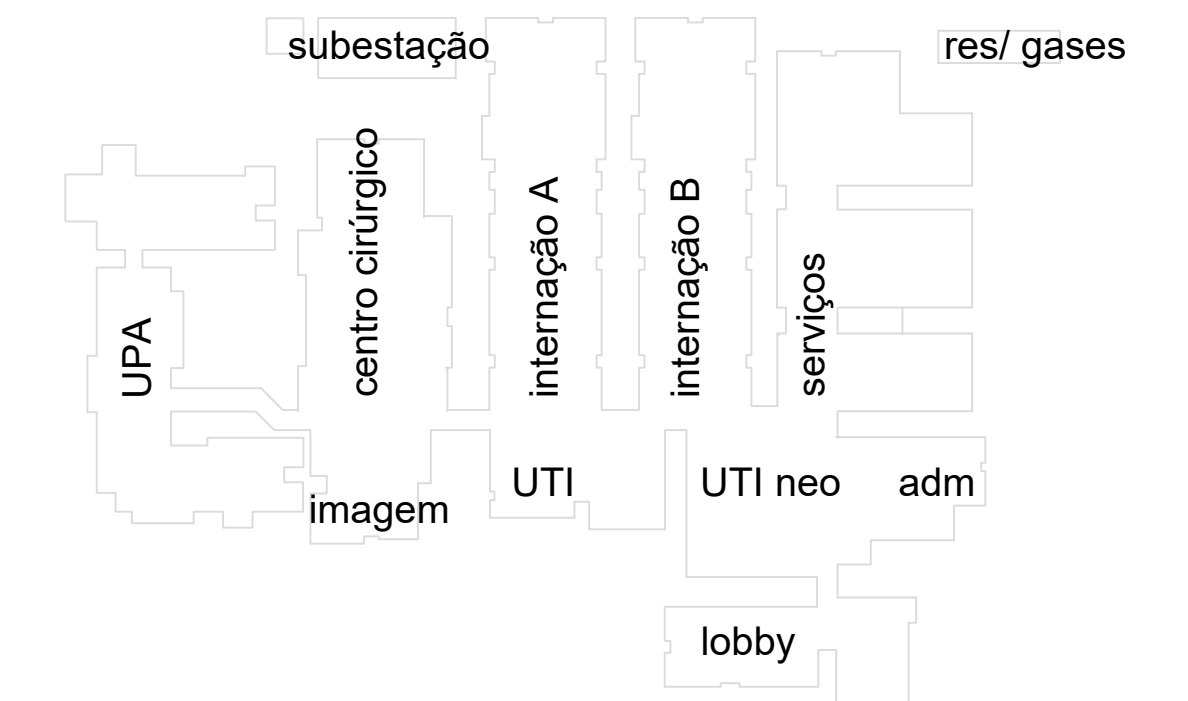 subestação
res/ gases
centro cirúrgico
internação A
internação B
serviços
UPA
UTI
UTI neo
adm
imagem
lobby